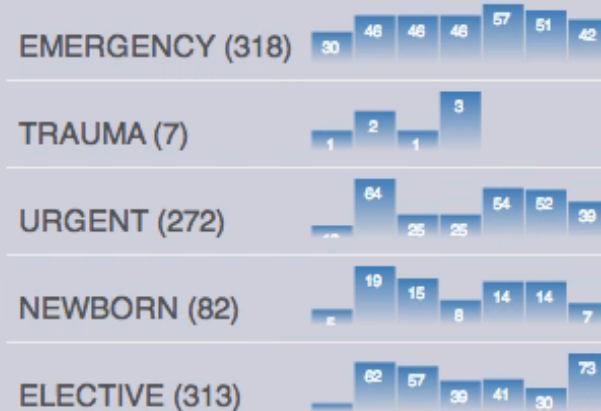 EMERGENCY (318) 30 46 46 46 57 51 42
TRAUMA (7) 1 2 1 3
URGENT (272) 64 25 25 54 52 39
NEWBORN (82) 5 19 15 8 14 14 7
ELECTIVE (313) 62 57 39 41 30 73